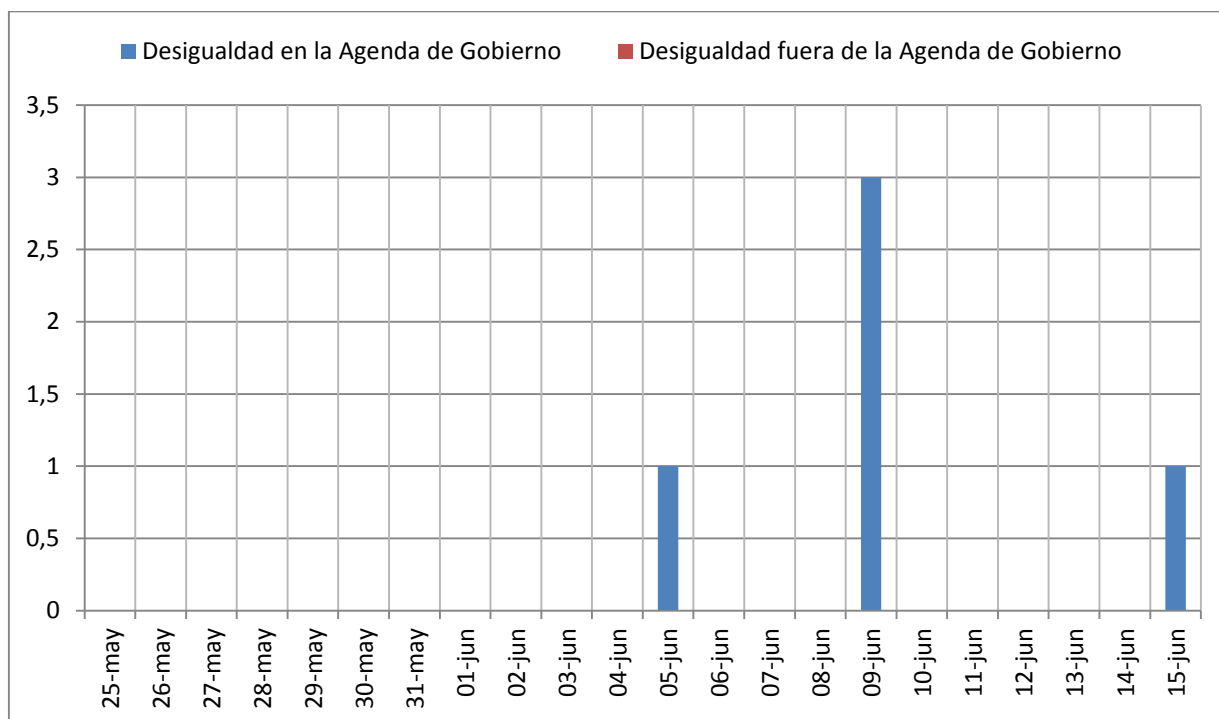 Desigualdad en la Agenda de Gobierno Desigualdad fuera de la Agenda de Gobierno
3,5
3
2,5
2
1,5
1
0,5
0
25-may
26-may
27-may
28-may
29-may
30-may
31-may
01-jun
02-jun
03-jun
04-jun
05-jun
06-jun
07-jun
08-jun
09-jun
10-jun
11-jun
12-jun
13-jun
14-jun
15-jun